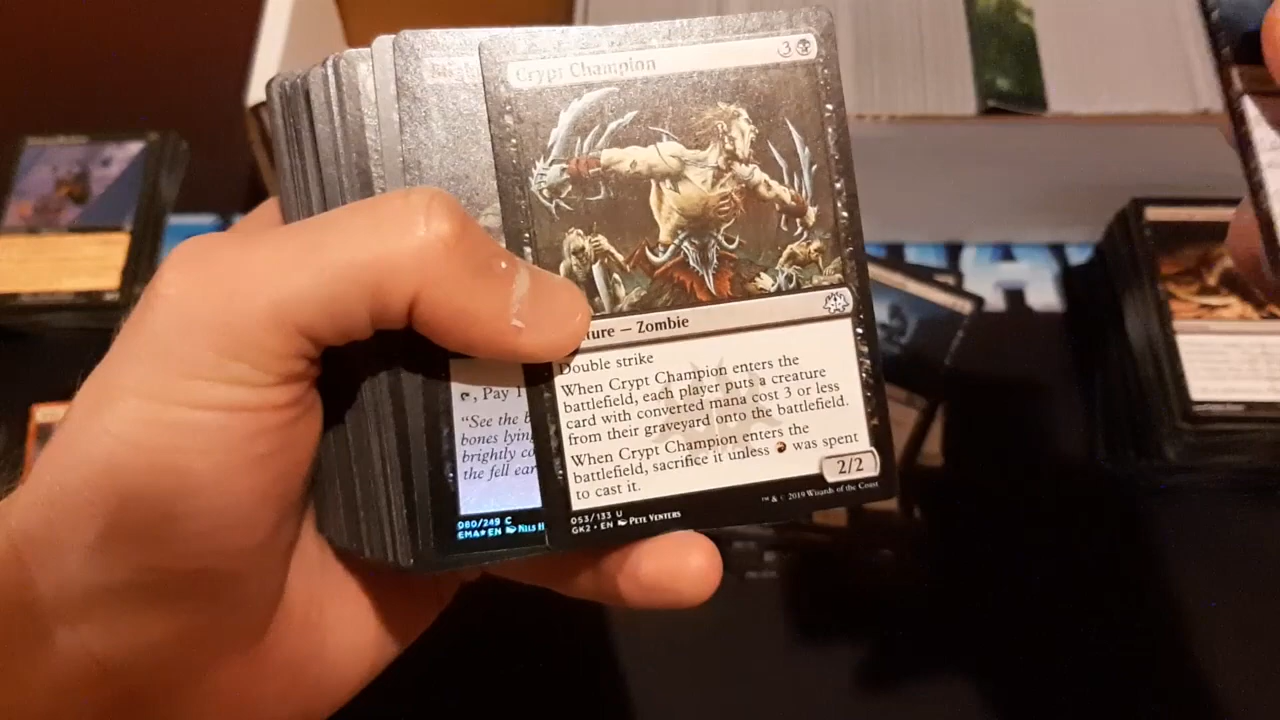 Crypt Champion
3
ture — Zombie
Double strike
When Crypt Champion enters the
battlefield, each player puts a creature
card with converted mana cost 3 or less
from their graveyard onto the battlefield.
When Crypt Champion enters the
battlefield, sacrifice it unless was spent
to cast it.
2/2
053/133 U
GK2 • EN PETE VENTERS
™ & © 2019 Wizards of the Coast
, Pay 1
"See the b
bones lying
brightly co
the fell ear
080/249 C
EMA★EN NILS H